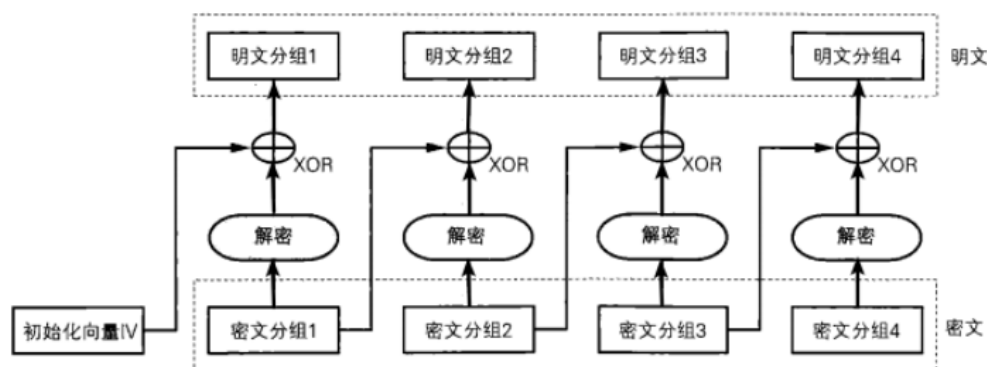 明文分组1 明文分组2 明文分组3 明文分组4 明文
XOR XOR XOR XOR
解密 解密 解密 解密
初始化向量IV 密文分组1 密文分组2 密文分组3 密文分组4 密文